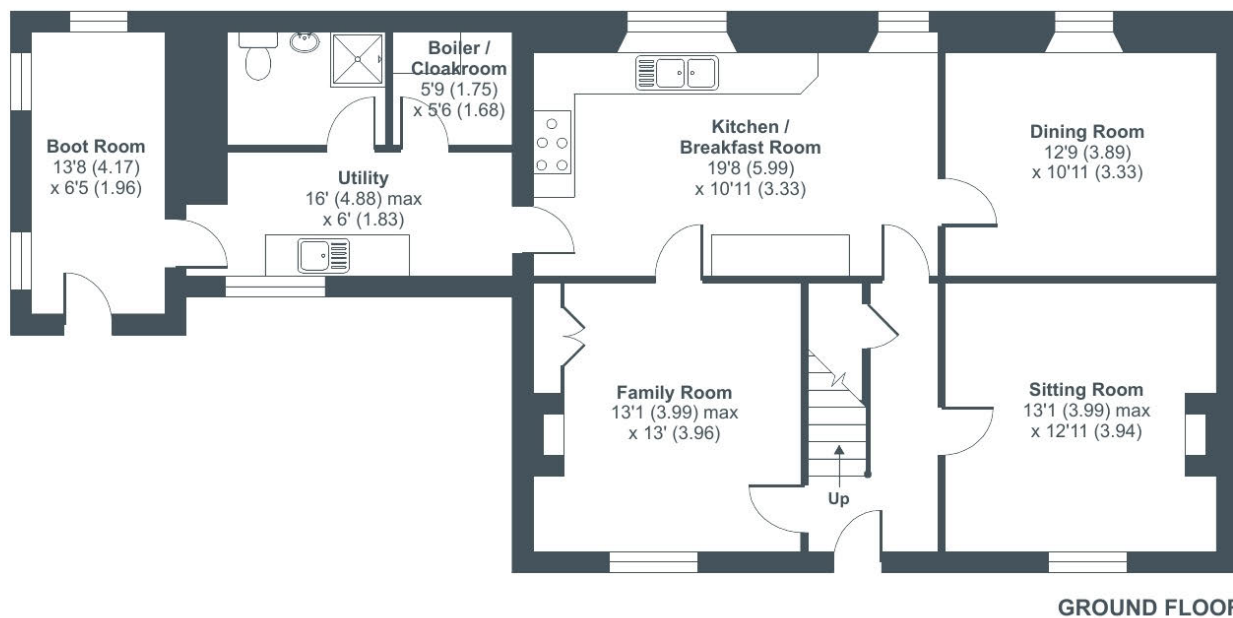 Boot Room
13'8 (4.17)
x 6'5 (1.96)
Boiler /
Cloakroom
5'9 (1.75)
x 5'6 (1.68)
Utility
16' (4.88) max
x 6' (1.83)
Kitchen /
Breakfast Room
19'8 (5.99)
x 10'11 (3.33)
Dining Room
12'9 (3.89)
x 10'11 (3.33)
Family Room
13'1 (3.99) max
x 13' (3.96)
Up
Sitting Room
13'1 (3.99) max
x 12'11 (3.94)
GROUND FLOOR